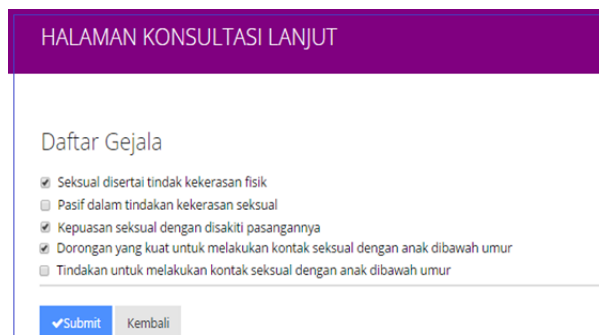 HALAMAN KONSULTASI LANJUT
Daftar Gejala
Seksual disertai tindak kekerasan fisik
Pasif dalam tindakan kekerasan seksual
Kepuasan seksual dengan disakiti pasangannya
Dorongan yang kuat untuk melakukan kontak seksual dengan anak dibawah umur
Tindakan untuk melakukan kontak seksual dengan anak dibawah umur
Submit Kembali